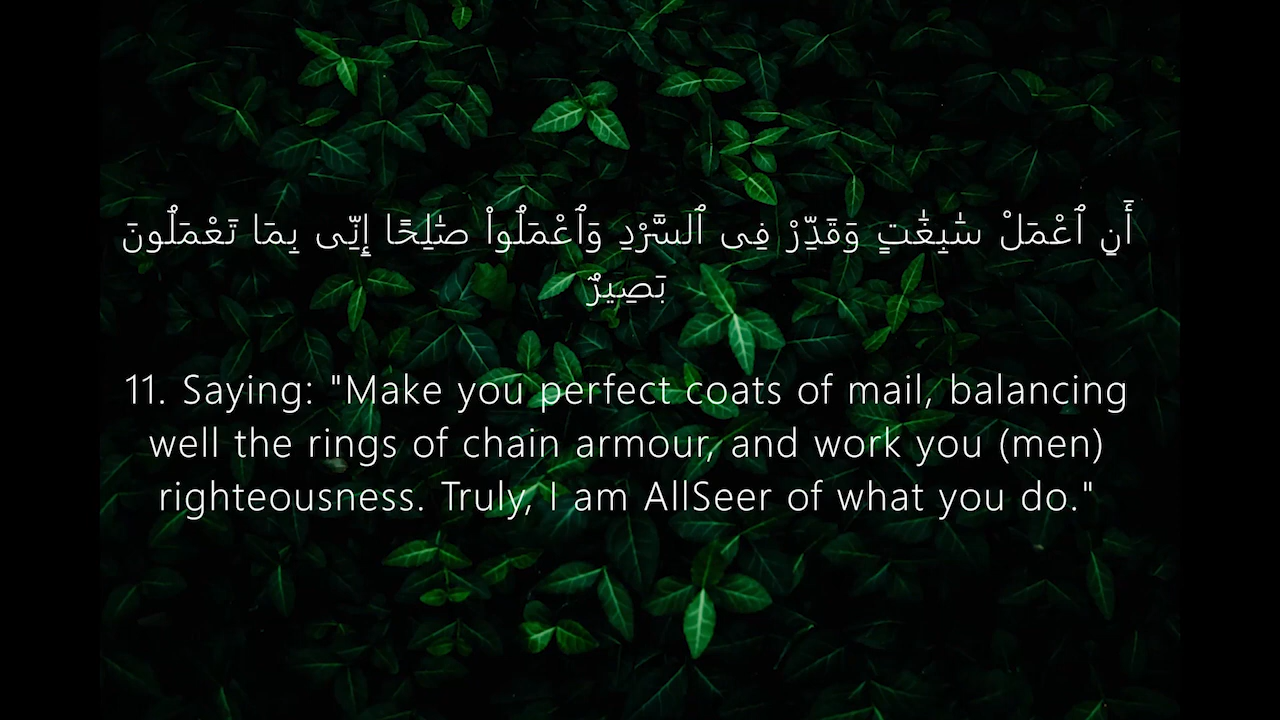 أَنِ ٱعْمَلْ سَٰبِغَٰتٍ وَقَدِّرْ فِى ٱلسَّرْدِ وَٱعْمَلُوا۟ صَٰلِحًا إِنِّى بِمَا تَعْمَلُونَ
بَصِيرٌ
11. Saying: "Make you perfect coats of mail, balancing
well the rings of chain armour, and work you (men)
righteousness. Truly, I am AllSeer of what you do."